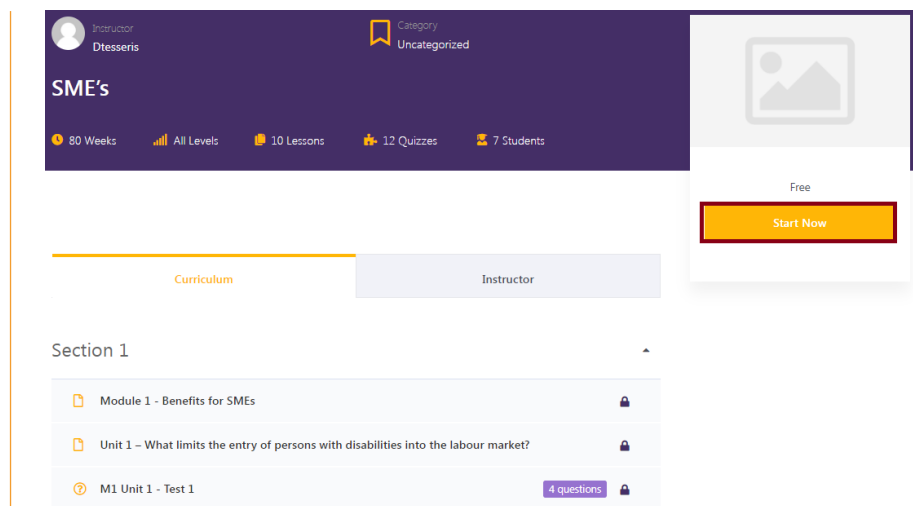 Instructor
Dtesseris
Category
Uncategorized
SME's
80 Weeks
All Levels
10 Lessons
12 Quizzes
7 Students
Free
Start Now
Curriculum
Instructor
Section 1
Module 1 - Benefits for SMEs
Unit 1 – What limits the entry of persons with disabilities into the labour market?
M1 Unit 1 - Test 1
4 questions